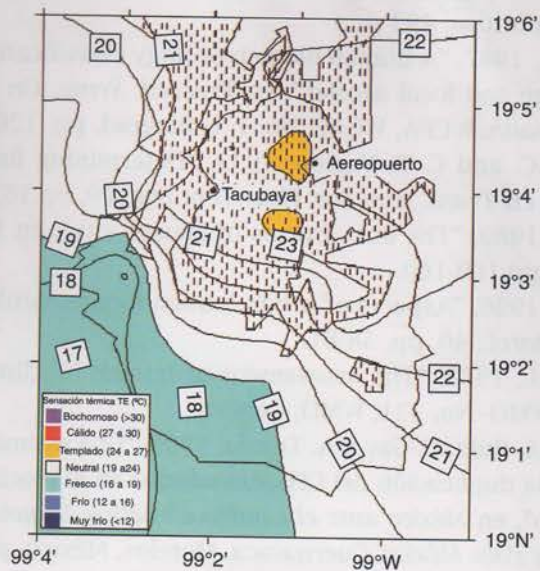 20
21
22
19°6'
19°5'
Aereopuerto
20
Tacubaya
19°4'
19
21
23
18
19°3'
17
19°2'
18
19
22
Sensación térmica TE (ºC)
Bochornoso (>30)
Cálido (27 a 30)
Templado (24 a 27)
Neutral (19 a24)
Fresco (16 a 19)
Frío (12 a 16)
Muy frío (<12)
20
21
19°1'
19°N'
99°4'
99°2'
99°W